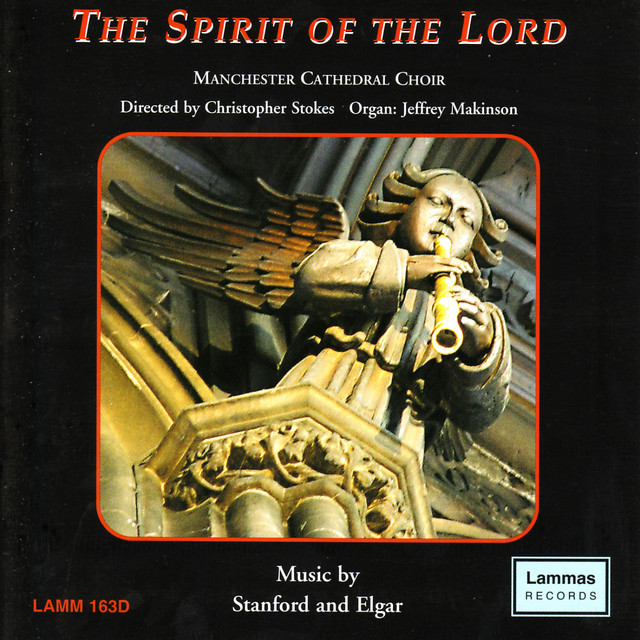 THE SPIRIT OF THE LORD
MANCHESTER CATHEDRAL CHOIR
Directed by Christopher Stokes Organ: Jeffrey Makinson
Music by
Stanford and Elgar
LAMM 163D
Lammas
RECORDS